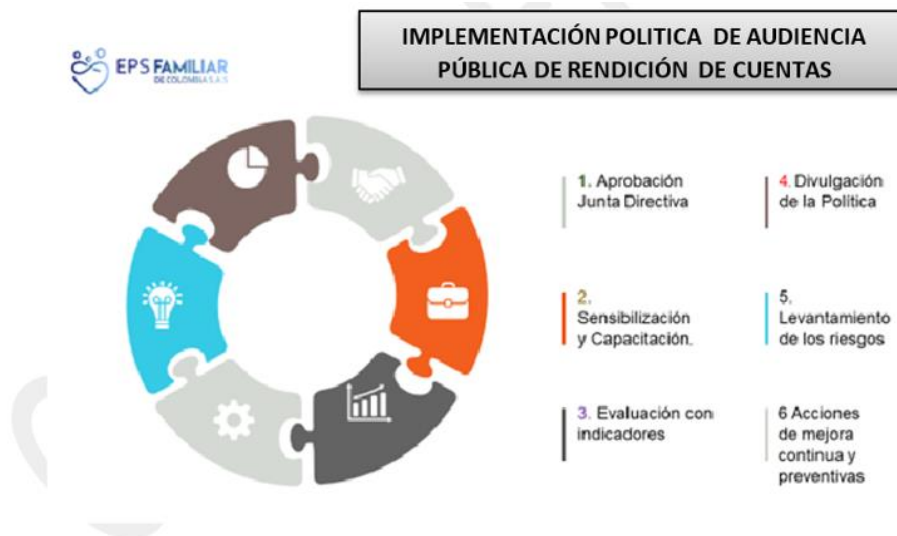 EPS FAMILIAR
DE COLOMBIA S.A.S
IMPLEMENTACIÓN POLITICA DE AUDIENCIA
PÚBLICA DE RENDICIÓN DE CUENTAS
1. Aprobación
Junta Directiva
2.
Sensibilización
y Capacitación.
3. Evaluación con
indicadores
4. Divulgación
de la Política
5.
Levantamiento
de los riesgos
6 Acciones
de mejora
continua y
preventivas